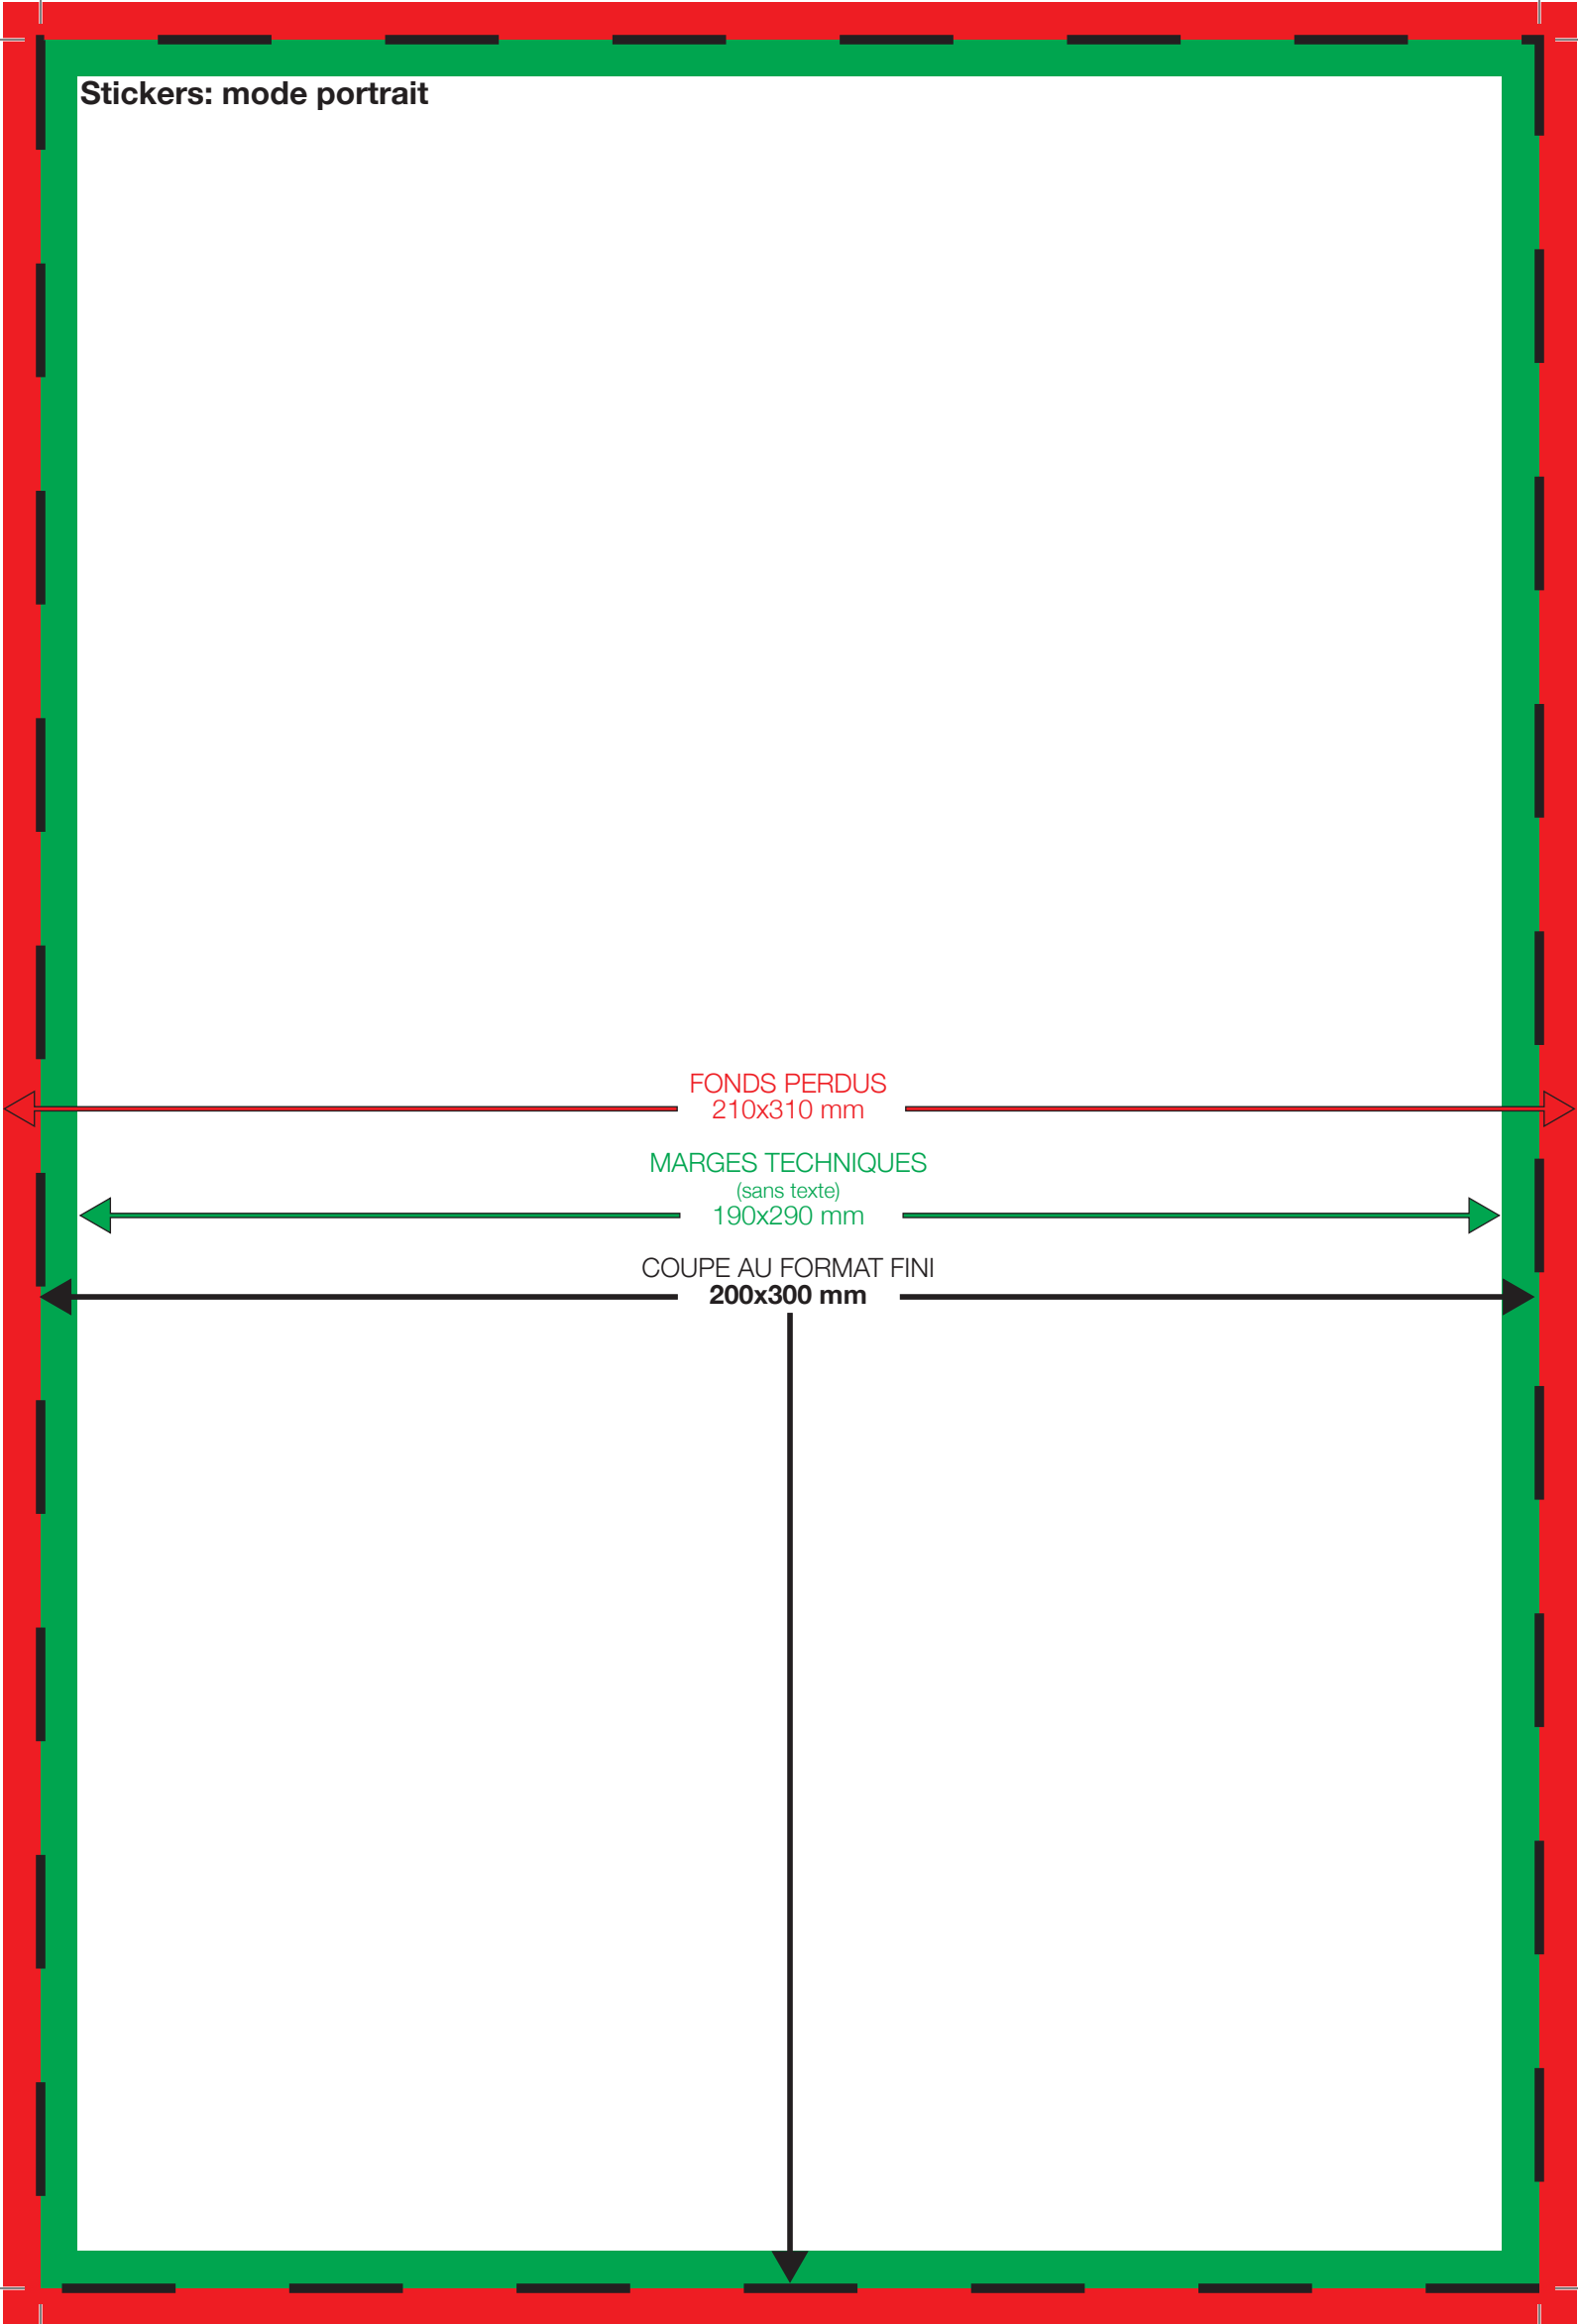 Stickers: mode portrait
FONDS PERDUS
210x310 mm
MARGES TECHNIQUES
(sans texte)
190x290 mm
COUPE AU FORMAT FINI
200x300 mm